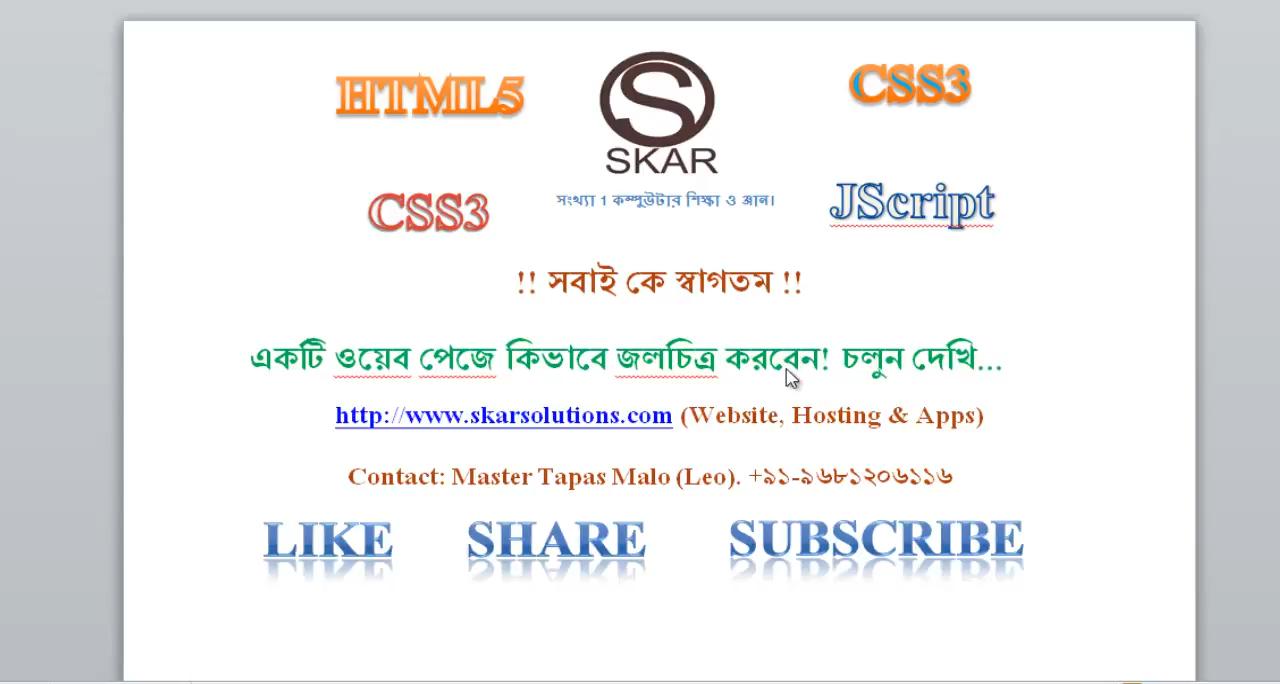 HTML5
CSS3
SKAR
CSS3
সংখ্যা 1 কম্পুউটার শিক্ষা ও জ্ঞান।
JScript
!! সবাই কে স্বাগতম !!
একটি ওয়েব পেজে কিভাবে জলচিত্র করবেন! চলুন দেখি...
http://www.skarsolutions.com (Website, Hosting & Apps)
Contact: Master Tapas Malo (Leo). +৯১-৯৬৮১২০৬১১৬
LIKE SHARE SUBSCRIBE